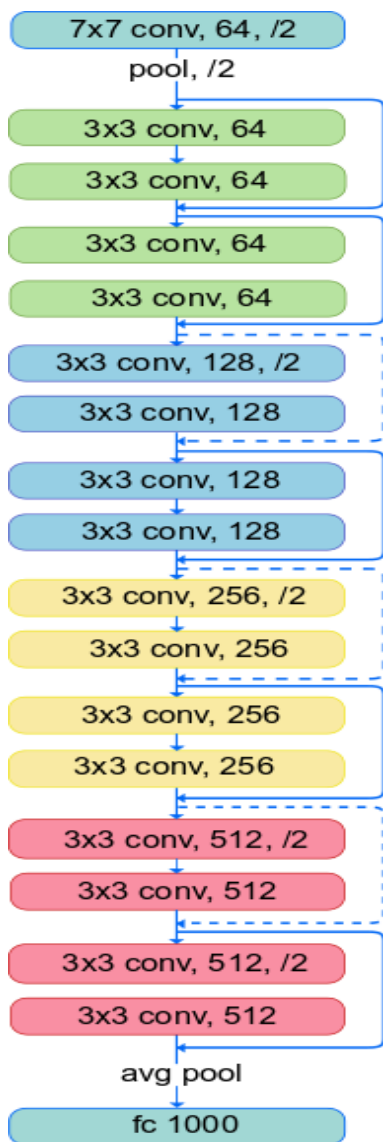 7x7 conv, 64, /2
pool, /2
3x3 conv, 64
3x3 conv, 64
3x3 conv, 64
3x3 conv, 64
3x3 conv, 128, /2
3x3 conv, 128
3x3 conv, 128
3x3 conv, 128
3x3 conv, 256, /2
3x3 conv, 256
3x3 conv, 256
3x3 conv, 256
3x3 conv, 512, /2
3x3 conv, 512
3x3 conv, 512, /2
3x3 conv, 512
avg pool
fc 1000